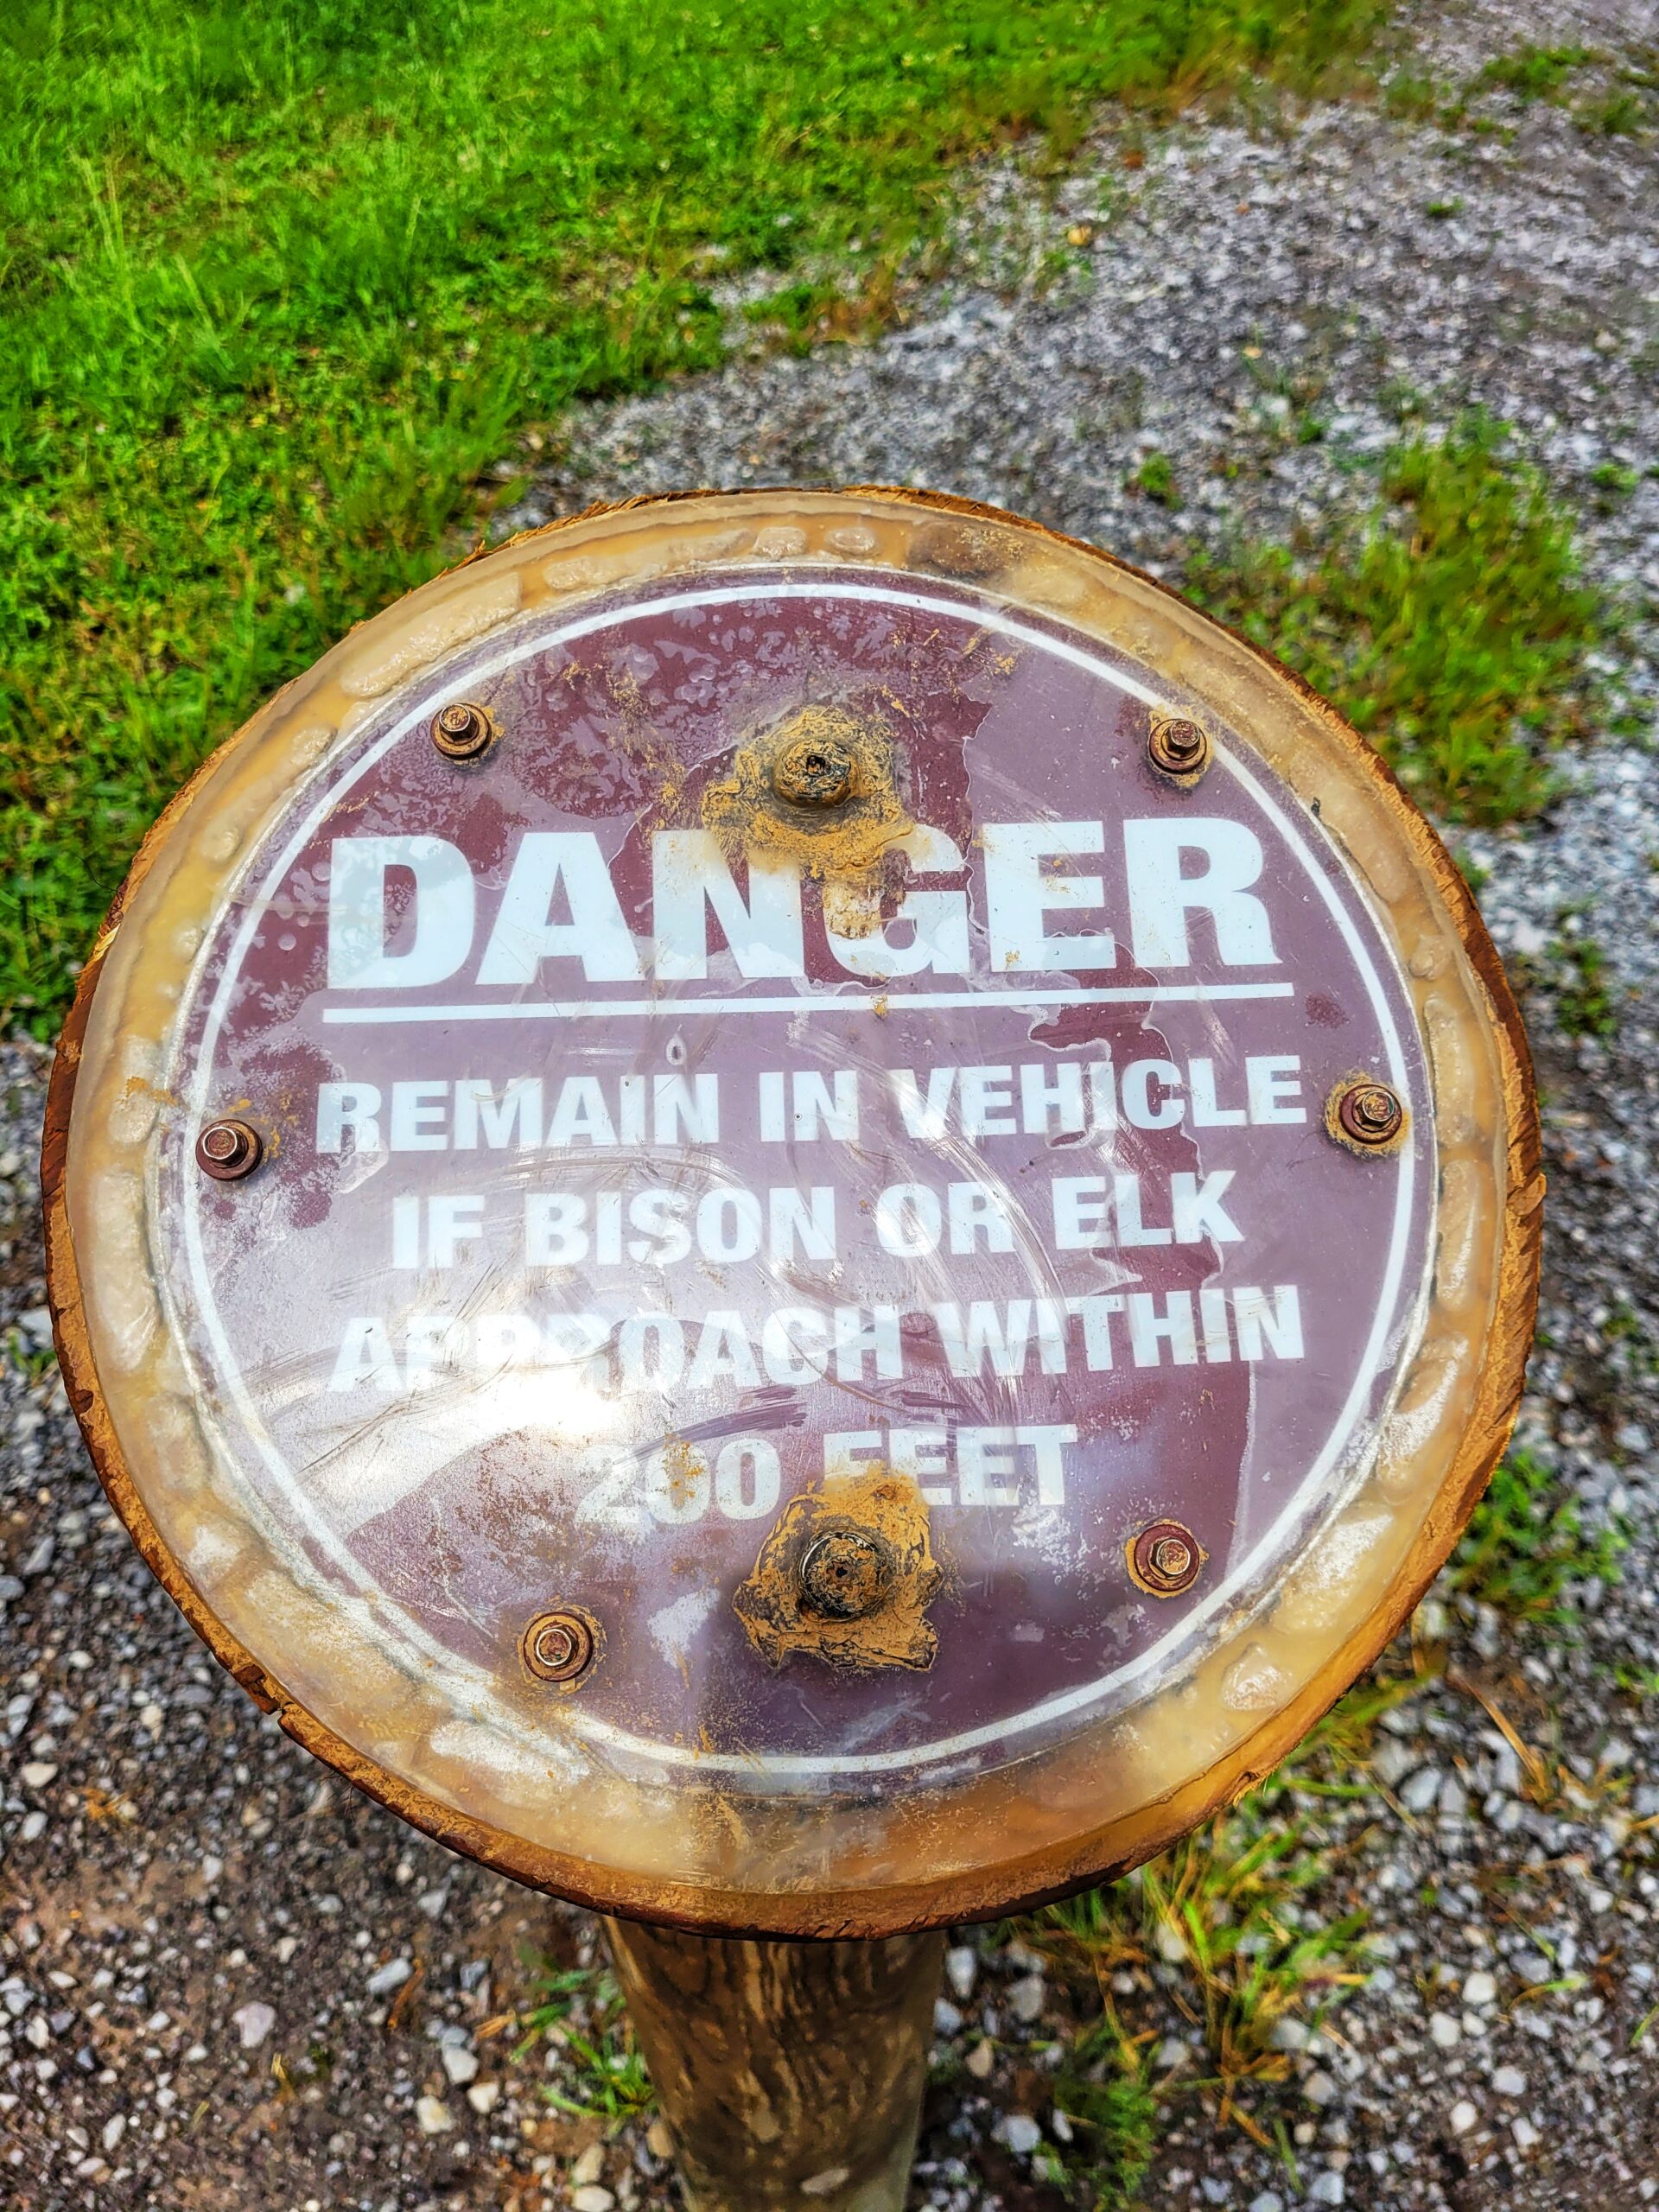 DANGER
REMAIN IN VEHICLE
IF BISON OR ELK
APPROACH WITHIN
200 FEET